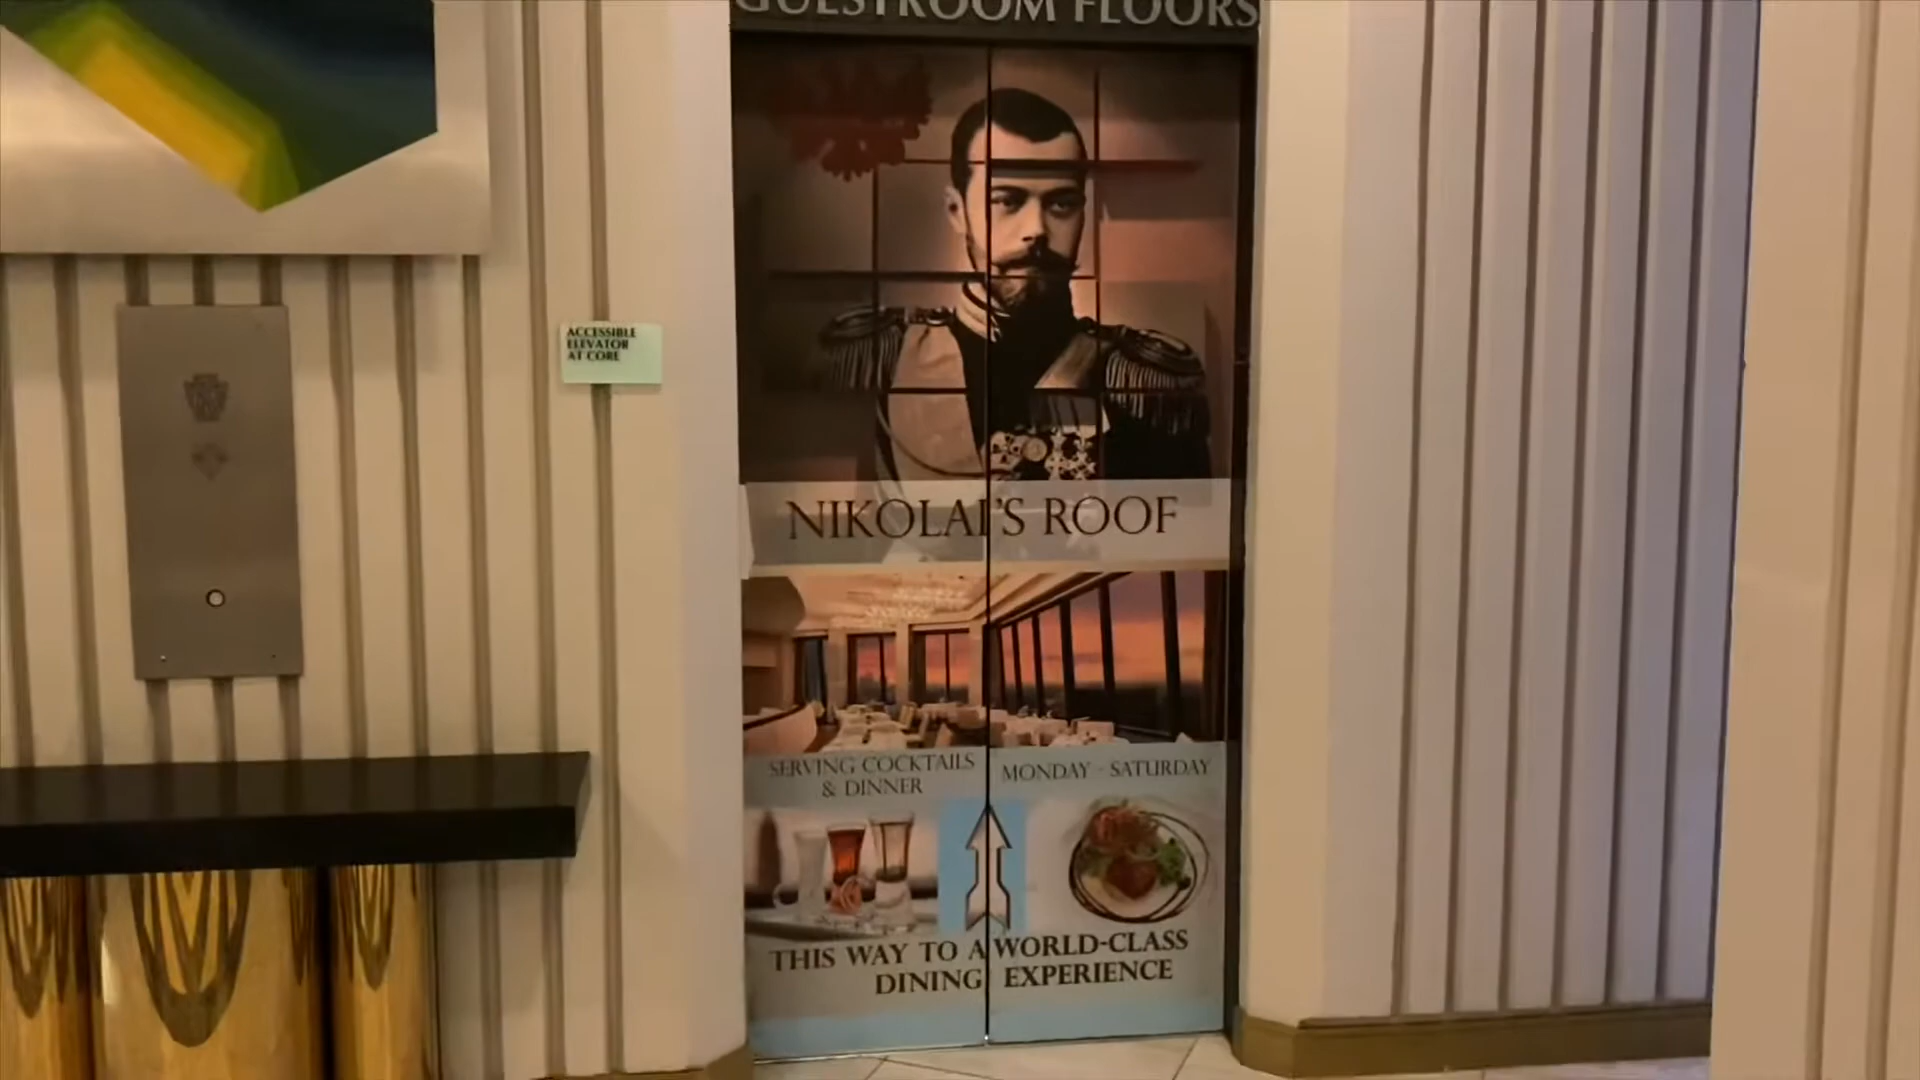 GUESTROOM FLOORS
ACCESSIBLE
ELEVATOR
AT CORE
NIKOLAI'S ROOF
SERVING COCKTAILS
& DINNER
MONDAY - SATURDAY
THIS WAY TO A WORLD-CLASS
DINING EXPERIENCE